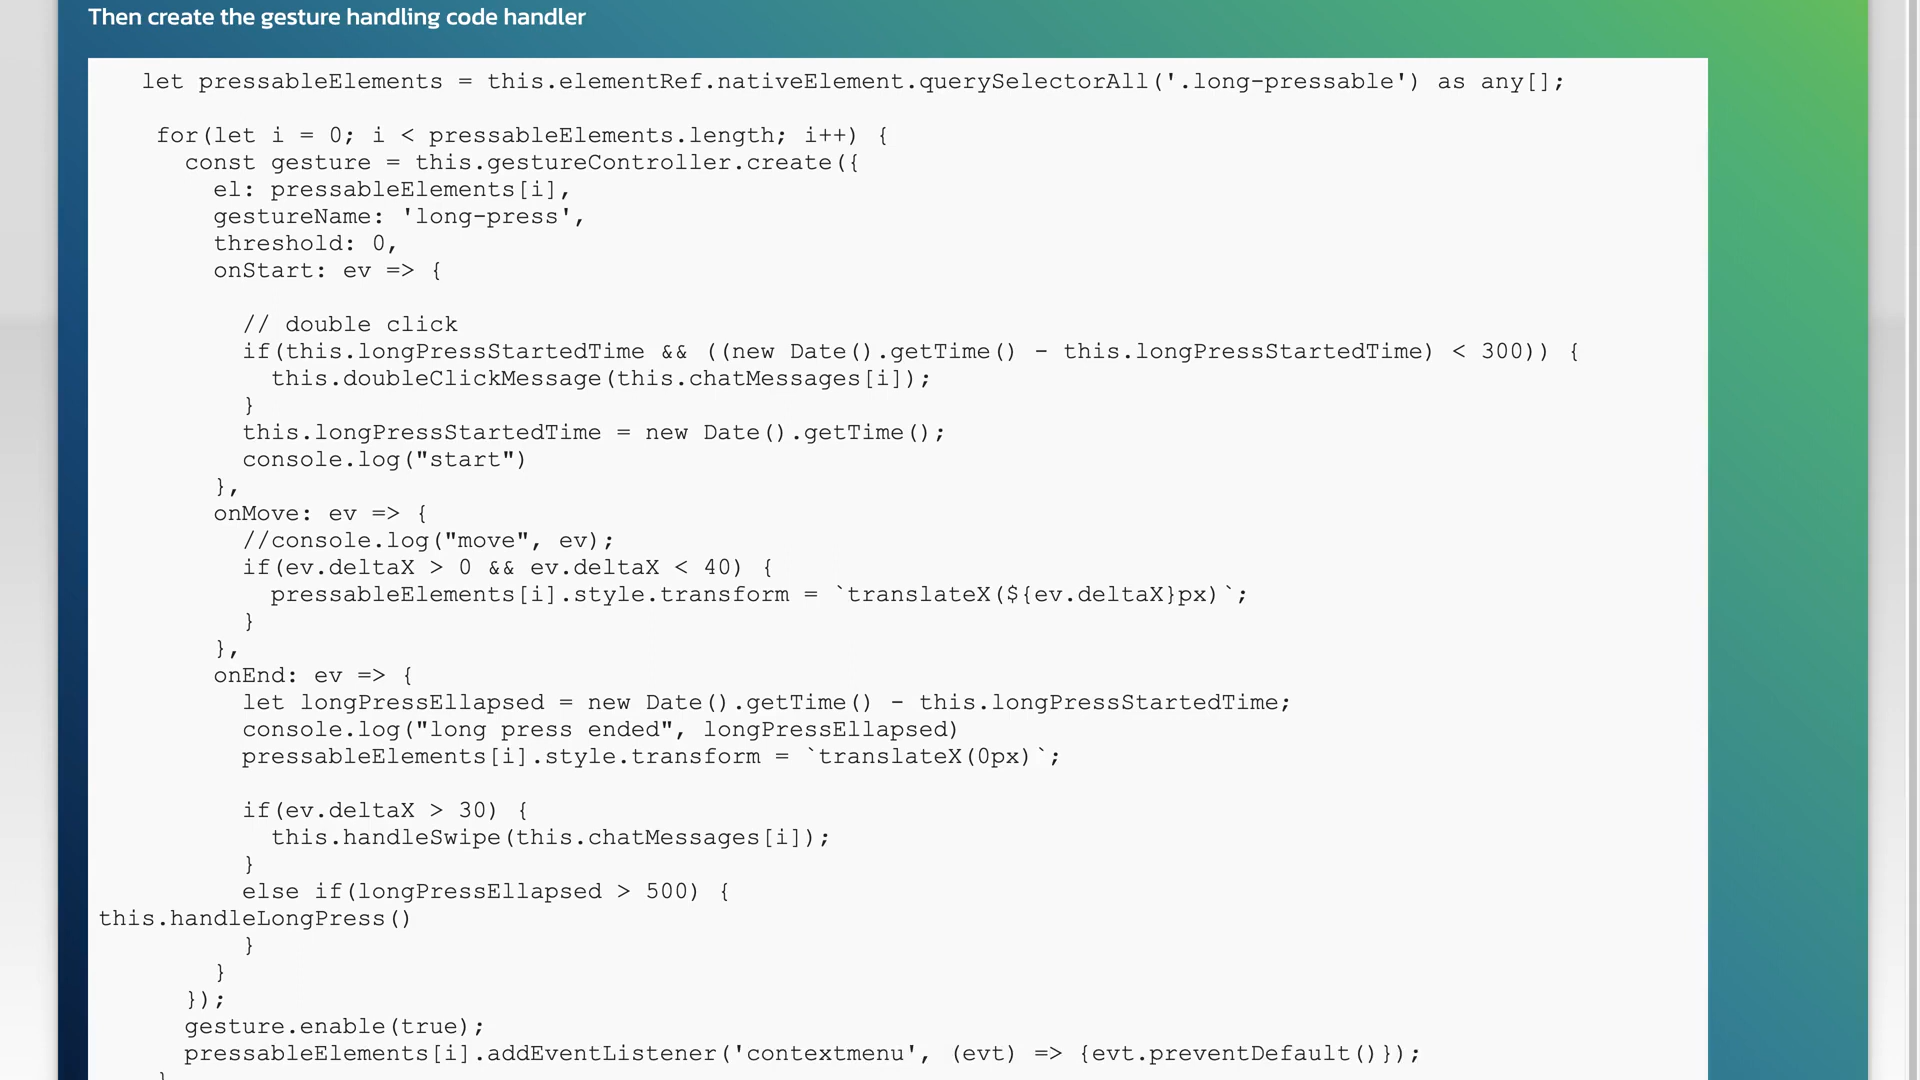 Then create the gesture handling code handler
let pressableElements = this.elementRef.nativeElement.querySelectorAll('.long-pressable') as any[];
for(let i = 0; i < pressableElements.length; i++) {
const gesture = this.gestureController.create({
el: pressableElements[i],
gestureName: 'long-press',
threshold: 0,
onStart: ev => {
// double click
if(this.longPressStartedTime && ((new Date().getTime() - this.longPressStartedTime) < 300)) {
this.doubleClickMessage(this.chatMessages[i]);
}
this.longPressStartedTime = new Date().getTime();
console.log("start")
},
onMove: ev => {
//console.log("move", ev);
if(ev.deltaX > 0 && ev.deltaX < 40) {
pressableElements[i].style.transform = `translateX(${ev.deltaX}px)`;
}
},
onEnd: ev => {
let longPressEllapsed = new Date().getTime() - this.longPressStartedTime;
console.log("long press ended", longPressEllapsed)
pressableElements[i].style.transform = `translateX(0px)`;
if(ev.deltaX > 30) {
this.handleSwipe(this.chatMessages[i]);
}
else if(longPressEllapsed > 500) {
this.handleLongPress()
}
}
});
gesture.enable(true);
pressableElements[i].addEventListener('contextmenu', (evt) => {evt.preventDefault()});
}